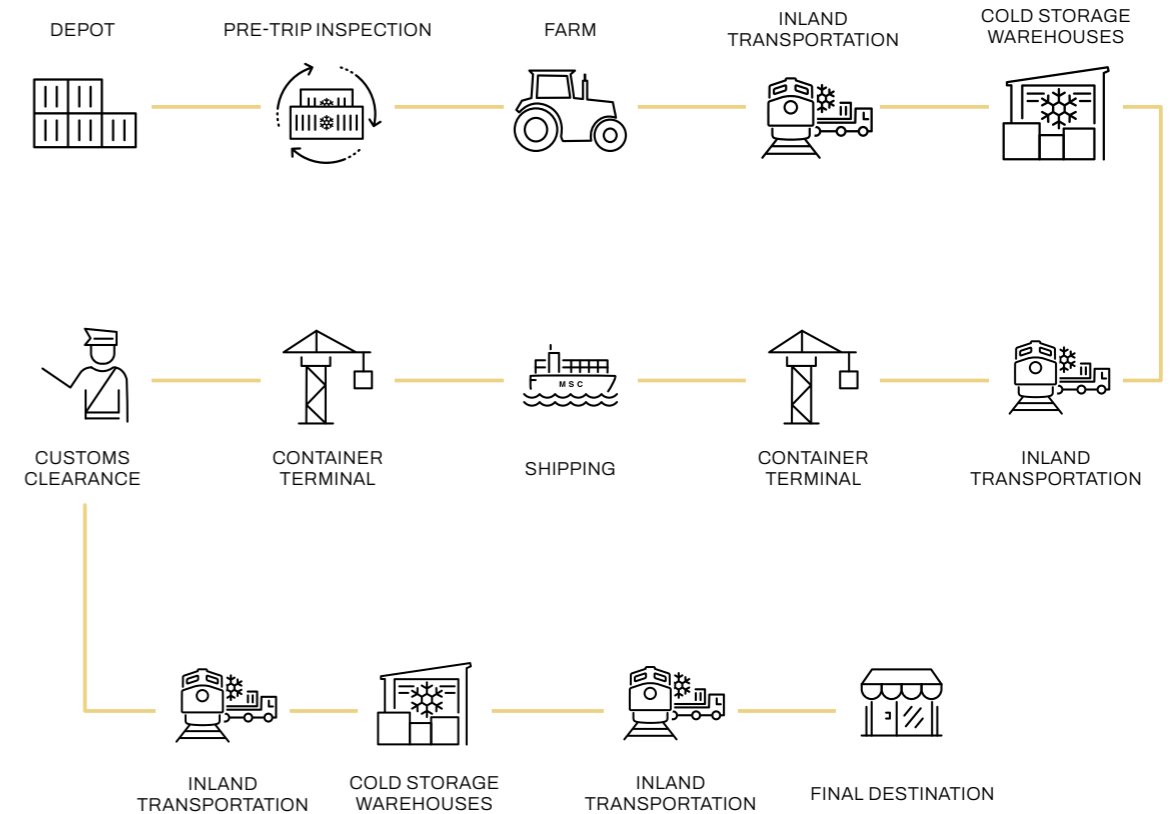 DEPOT
PRE-TRIP INSPECTION
FARM
INLAND
TRANSPORTATION
COLD STORAGE
WAREHOUSES
INLAND
TRANSPORTATION
CONTAINER
TERMINAL
MSC
SHIPPING
CONTAINER
TERMINAL
CUSTOMS
CLEARANCE
INLAND
TRANSPORTATION
COLD STORAGE
WAREHOUSES
INLAND
TRANSPORTATION
FINAL DESTINATION